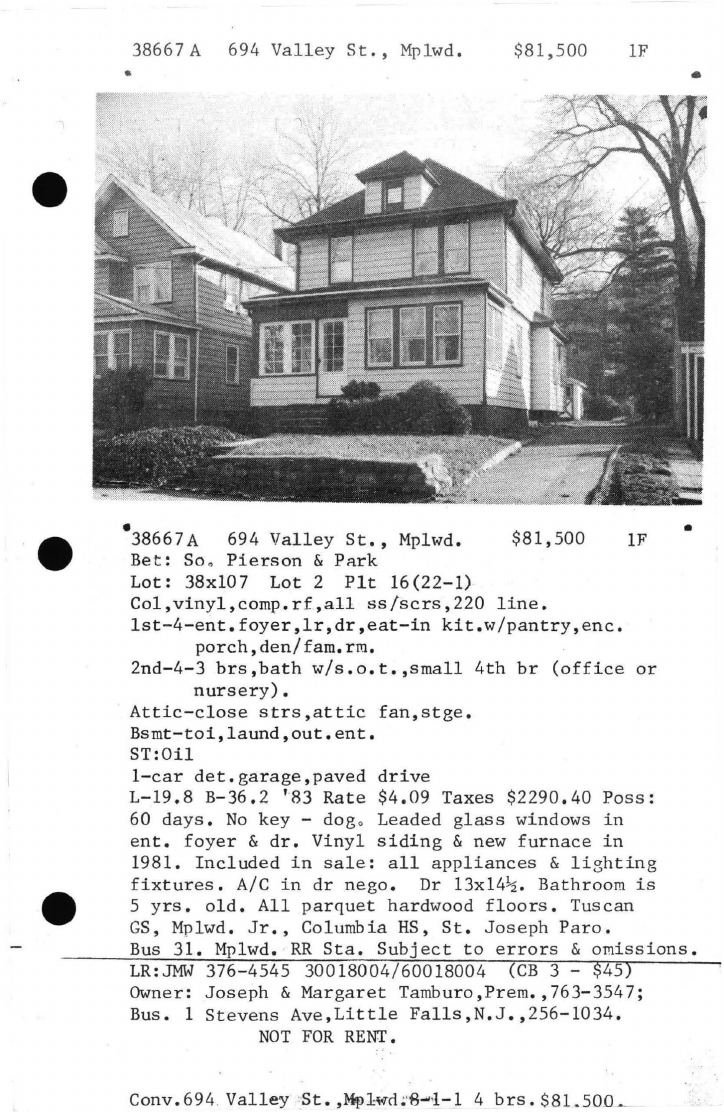 38667 A 694 Valley St., Mplwd. $81,500 1F
38667 A 694 Valley St., Mplwd. $81,500 1F
Bet: So. Pierson & Park
Lot: 38x107 Lot 2 Plt 16(22-1)
Col,vinyl,comp.rf,all ss/scrs,220 line.
1st-4-ent.foyer,lr,dr,eat-in kit.w/pantry,enc.
porch,den/fam.rm.
2nd-4-3 brs,bath w/s.o.t.,small 4th br (office or
nursery).
Attic-close strs,attic fan,stge.
Bsmt-toi,laund,out.ent.
ST:Oil
1-car det.garage,paved drive
L-19.8 B-36.2 '83 Rate $4.09 Taxes $2290.40 Poss:
60 days. No key - dog. Leaded glass windows in
ent. foyer & dr. Vinyl siding & new furnace in
1981. Included in sale: all appliances & lighting
fixtures. A/C in dr nego. Dr 13x14½. Bathroom is
5 yrs. old. All parquet hardwood floors. Tuscan
GS, Mplwd. Jr., Columbia HS, St. Joseph Paro.
Bus 31. Mplwd. RR Sta. Subject to errors & omissions.
LR:JMW 376-4545 30018004/60018004 (CB 3 - $45)
Owner: Joseph & Margaret Tamburo,Prem.,763-3547;
Bus. 1 Stevens Ave,Little Falls,N.J.,256-1034.
NOT FOR RENT.
Conv.694 Valley St.,Mplwd.8-1-1 4 brs.$81,500.